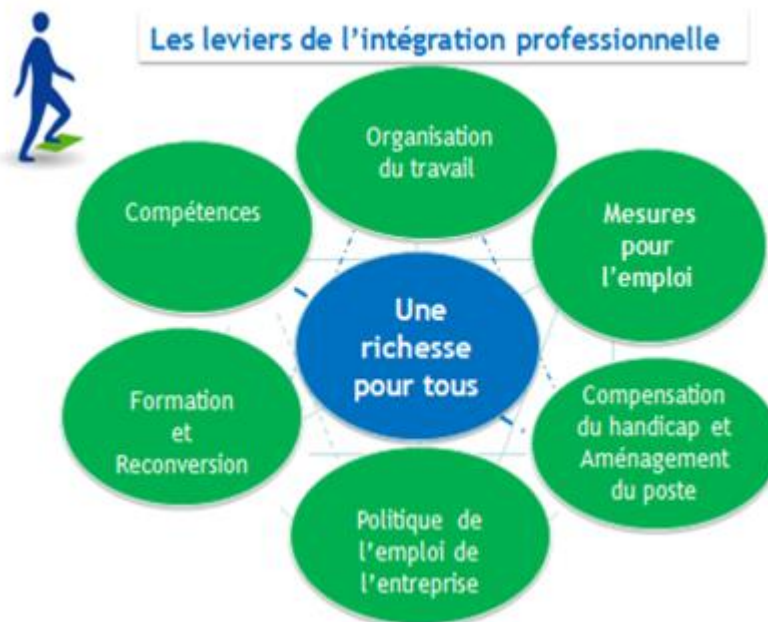 Les leviers de l'intégration professionnelle
Organisation
du travail
Compétences
Mesures
pour
l'emploi
Une
richesse
pour tous
Formation
et
Reconversion
Compensation
du handicap et
Aménagement
du poste
Politique de
l'emploi de
l'entreprise